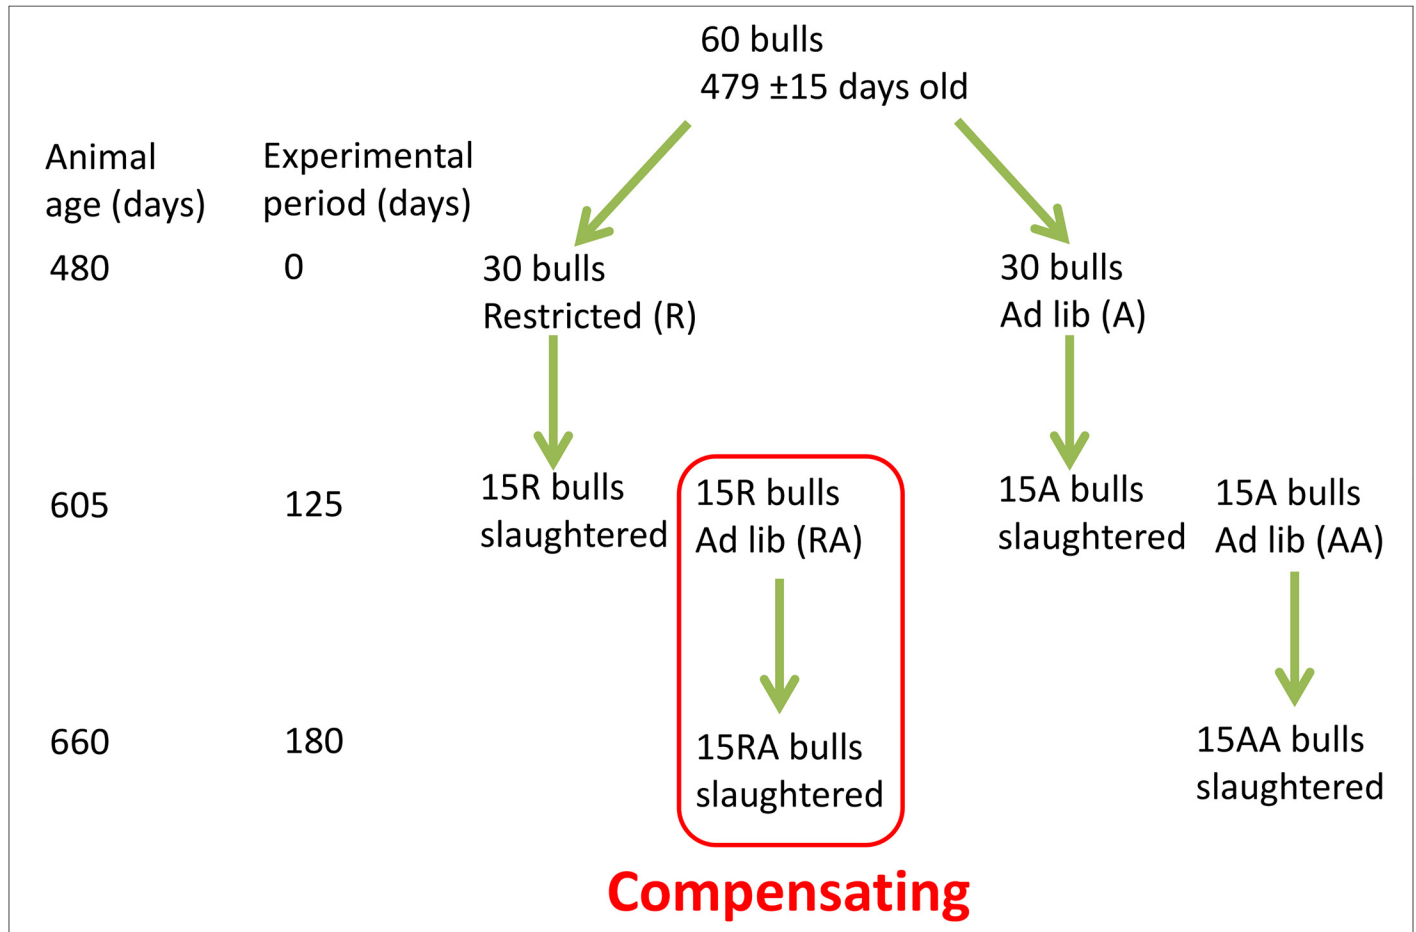 60 bulls
479 ±15 days old
Animal
age (days)
Experimental
period (days)
480
0
30 bulls
Restricted (R)
30 bulls
Ad lib (A)
605
125
15R bulls
slaughtered
15R bulls
Ad lib (RA)
15A bulls
slaughtered
15A bulls
Ad lib (AA)
660
180
15RA bulls
slaughtered
15AA bulls
slaughtered
Compensating